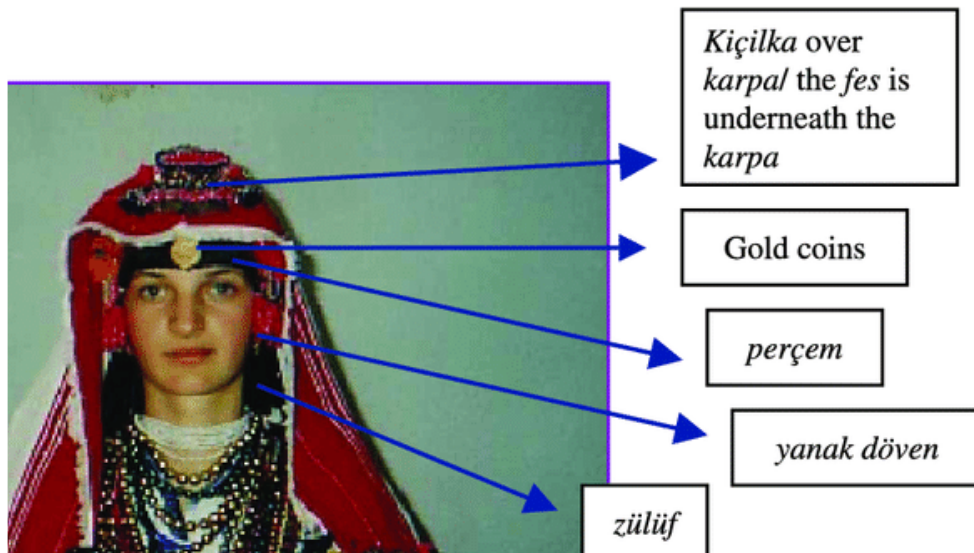 Kiçilka over
karpa/ the fes is
underneath the
karpa
Gold coins
perçem
yanak döven
zülüf